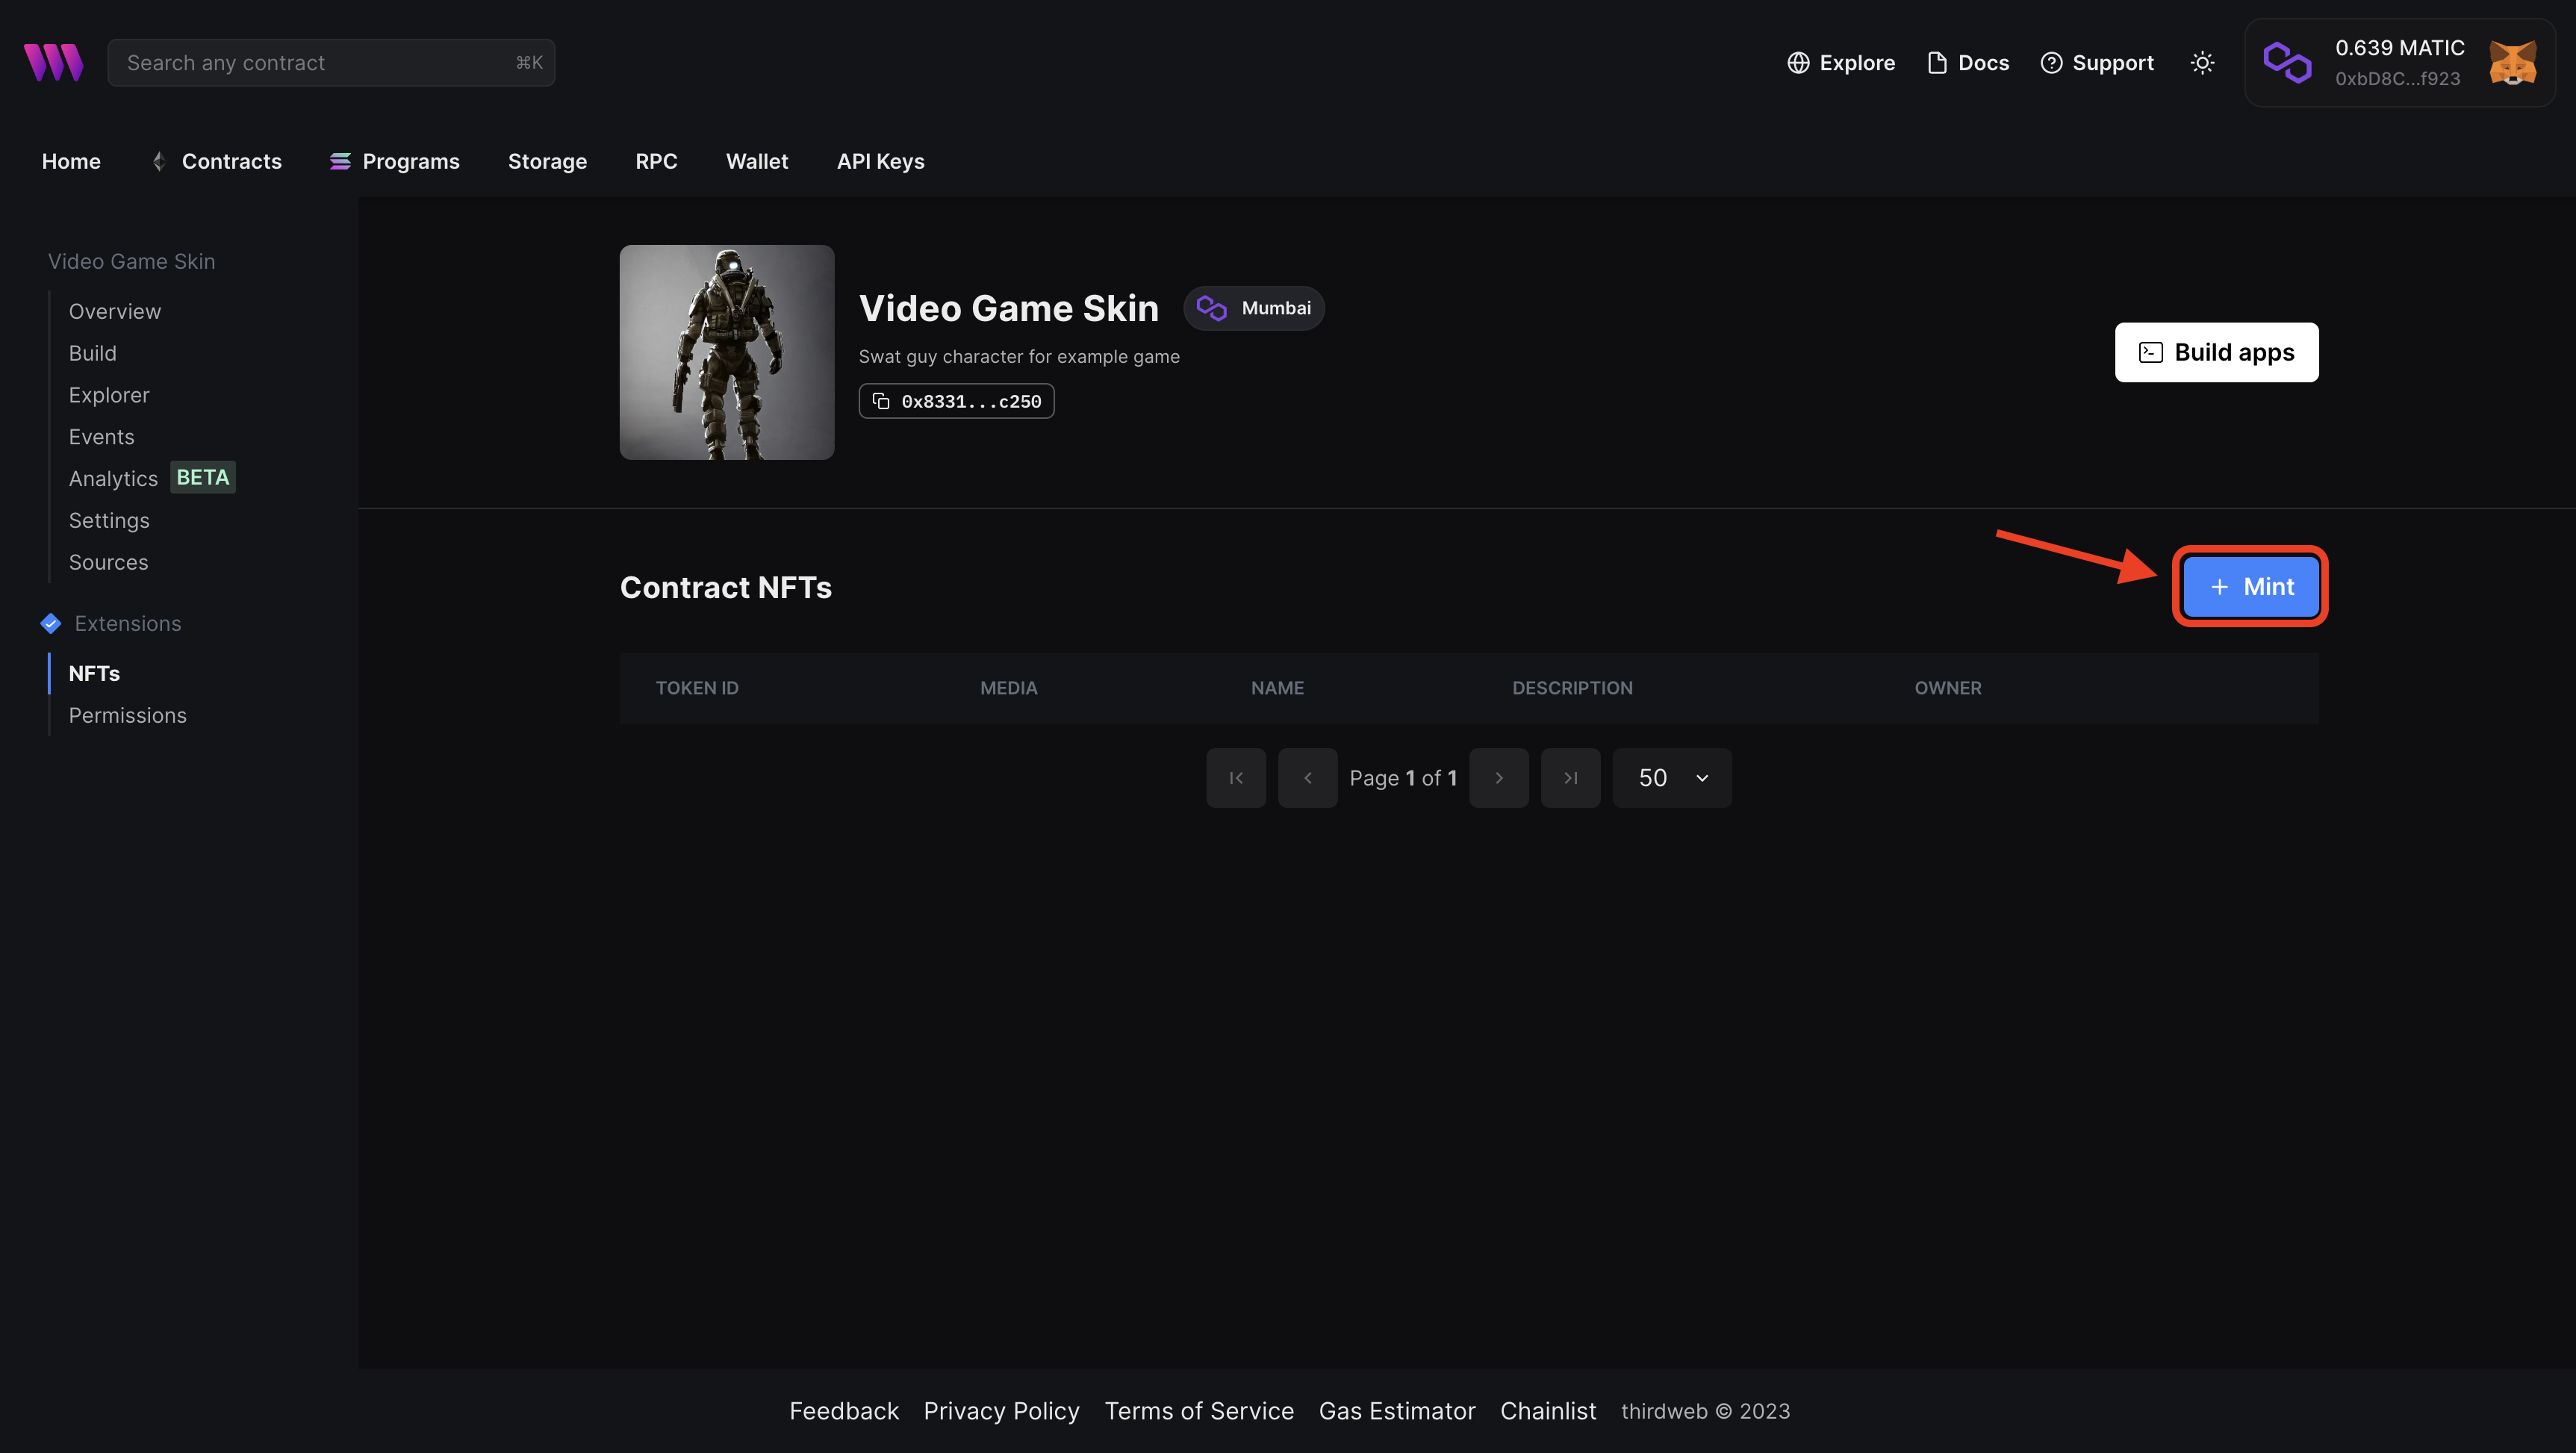 Search any contract ⌘K
Explore Docs Support
0.639 MATIC
0xbD8C...f923
Home Contracts Programs Storage RPC Wallet API Keys
Video Game Skin
Overview
Build
Explorer
Events
Analytics BETA
Settings
Sources
Extensions
NFTs
Permissions
Video Game Skin Mumbai
Swat guy character for example game
0x8331...c250
Build apps
Contract NFTs
+ Mint
TOKEN ID MEDIA NAME DESCRIPTION OWNER
Page 1 of 1 50
Feedback Privacy Policy Terms of Service Gas Estimator Chainlist thirdweb © 2023